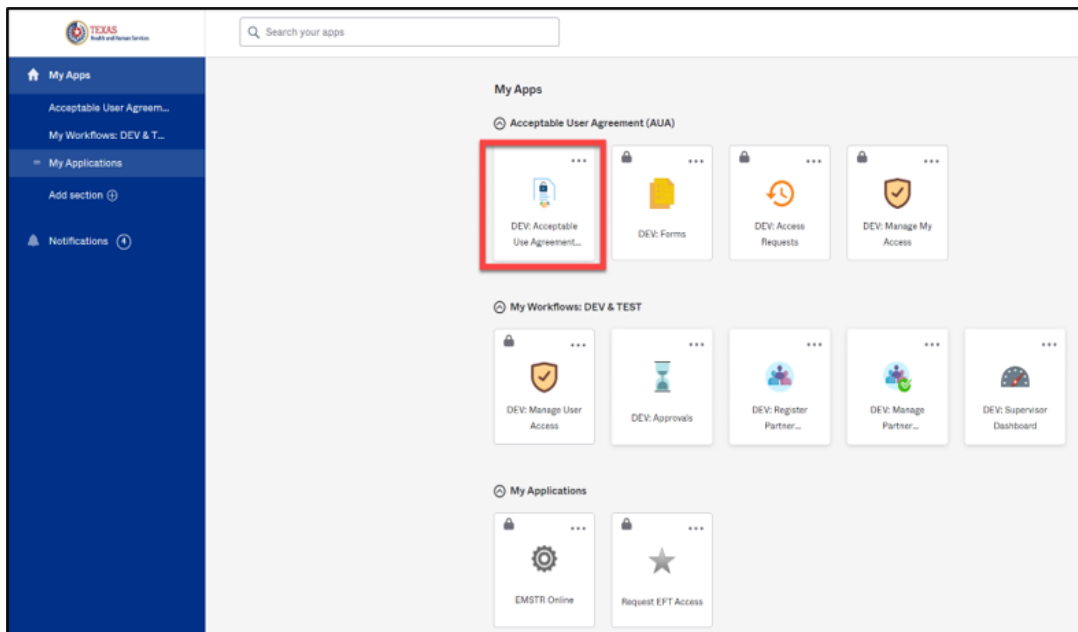 TEXAS
Health and Human Services
Search your apps
My Apps
Acceptable User Agreem...
My Workflows: DEV & T...
My Applications
Add section
Notifications 4
My Apps
Acceptable User Agreement (AUA)
DEV: Acceptable
Use Agreement...
DEV: Forms
DEV: Access
Requests
DEV: Manage My
Access
My Workflows: DEV & TEST
DEV: Manage User
Access
DEV: Approvals
DEV: Register
Partner...
DEV: Manage
Partner...
DEV: Supervisor
Dashboard
My Applications
EMSTR Online
Request EFT Access